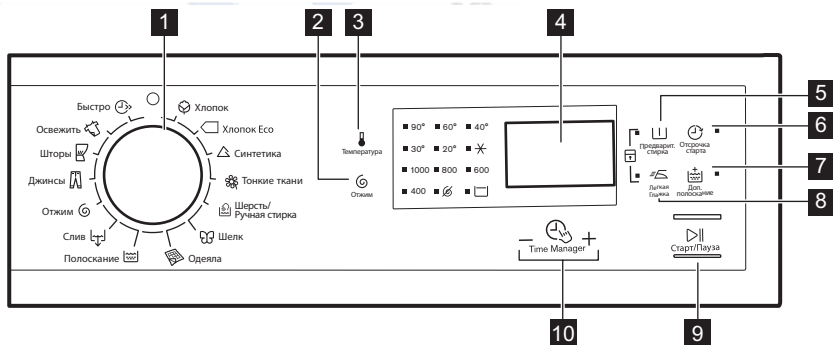 1
2
3
4
5
6
7
8
9
10
Быстро
Освежить
Шторы
Джинсы
Отжим
Слив
Полоскание
Хлопок
Хлопок Eco
Синтетика
Тонкие ткани
Шерсть/
Ручная стирка
Шелк
Одеяла
Температура
Отжим
90° 60° 40°
30° 20°
1000 800 600
400
Предварит.
стирка
Отсрочка
старта
Легкая
Глажка
Доп.
полоскание
− Time Manager +
Старт/Пауза